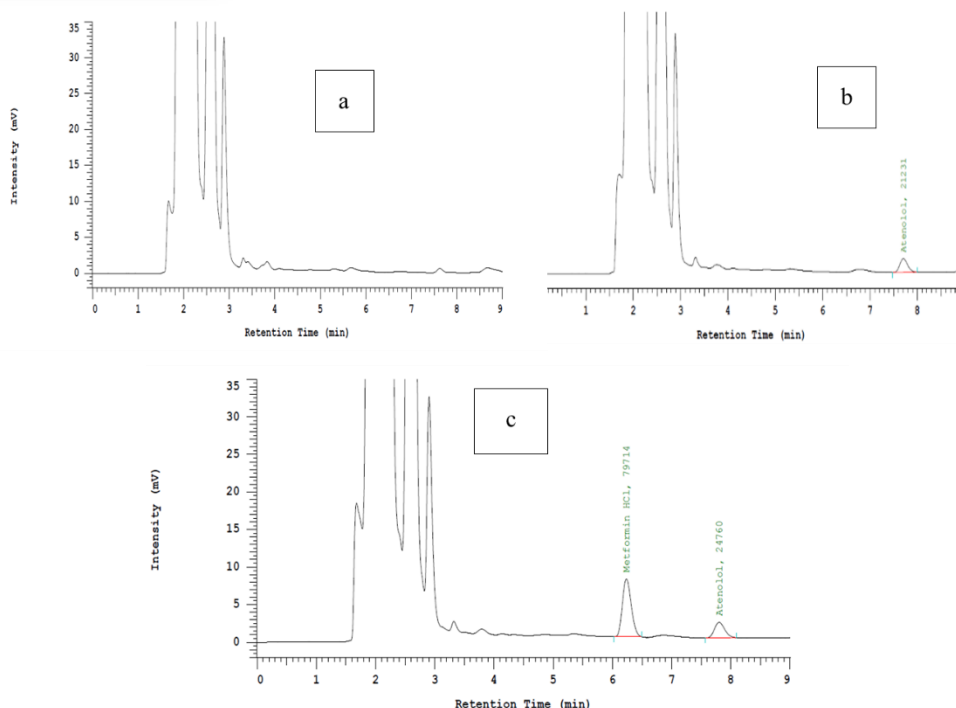 a
Intensity (mV)
35
30
25
20
15
10
5
0
0 1 2 3 4 5 6 7 8 9
Retention Time (min)
b
Atenolol, 21231
1 2 3 4 5 6 7 8
Retention Time (min)
c
Intensity (mV)
35
30
25
20
15
10
5
0
Metformin HCl, 79714
Atenolol, 24760
0 1 2 3 4 5 6 7 8 9
Retention Time (min)